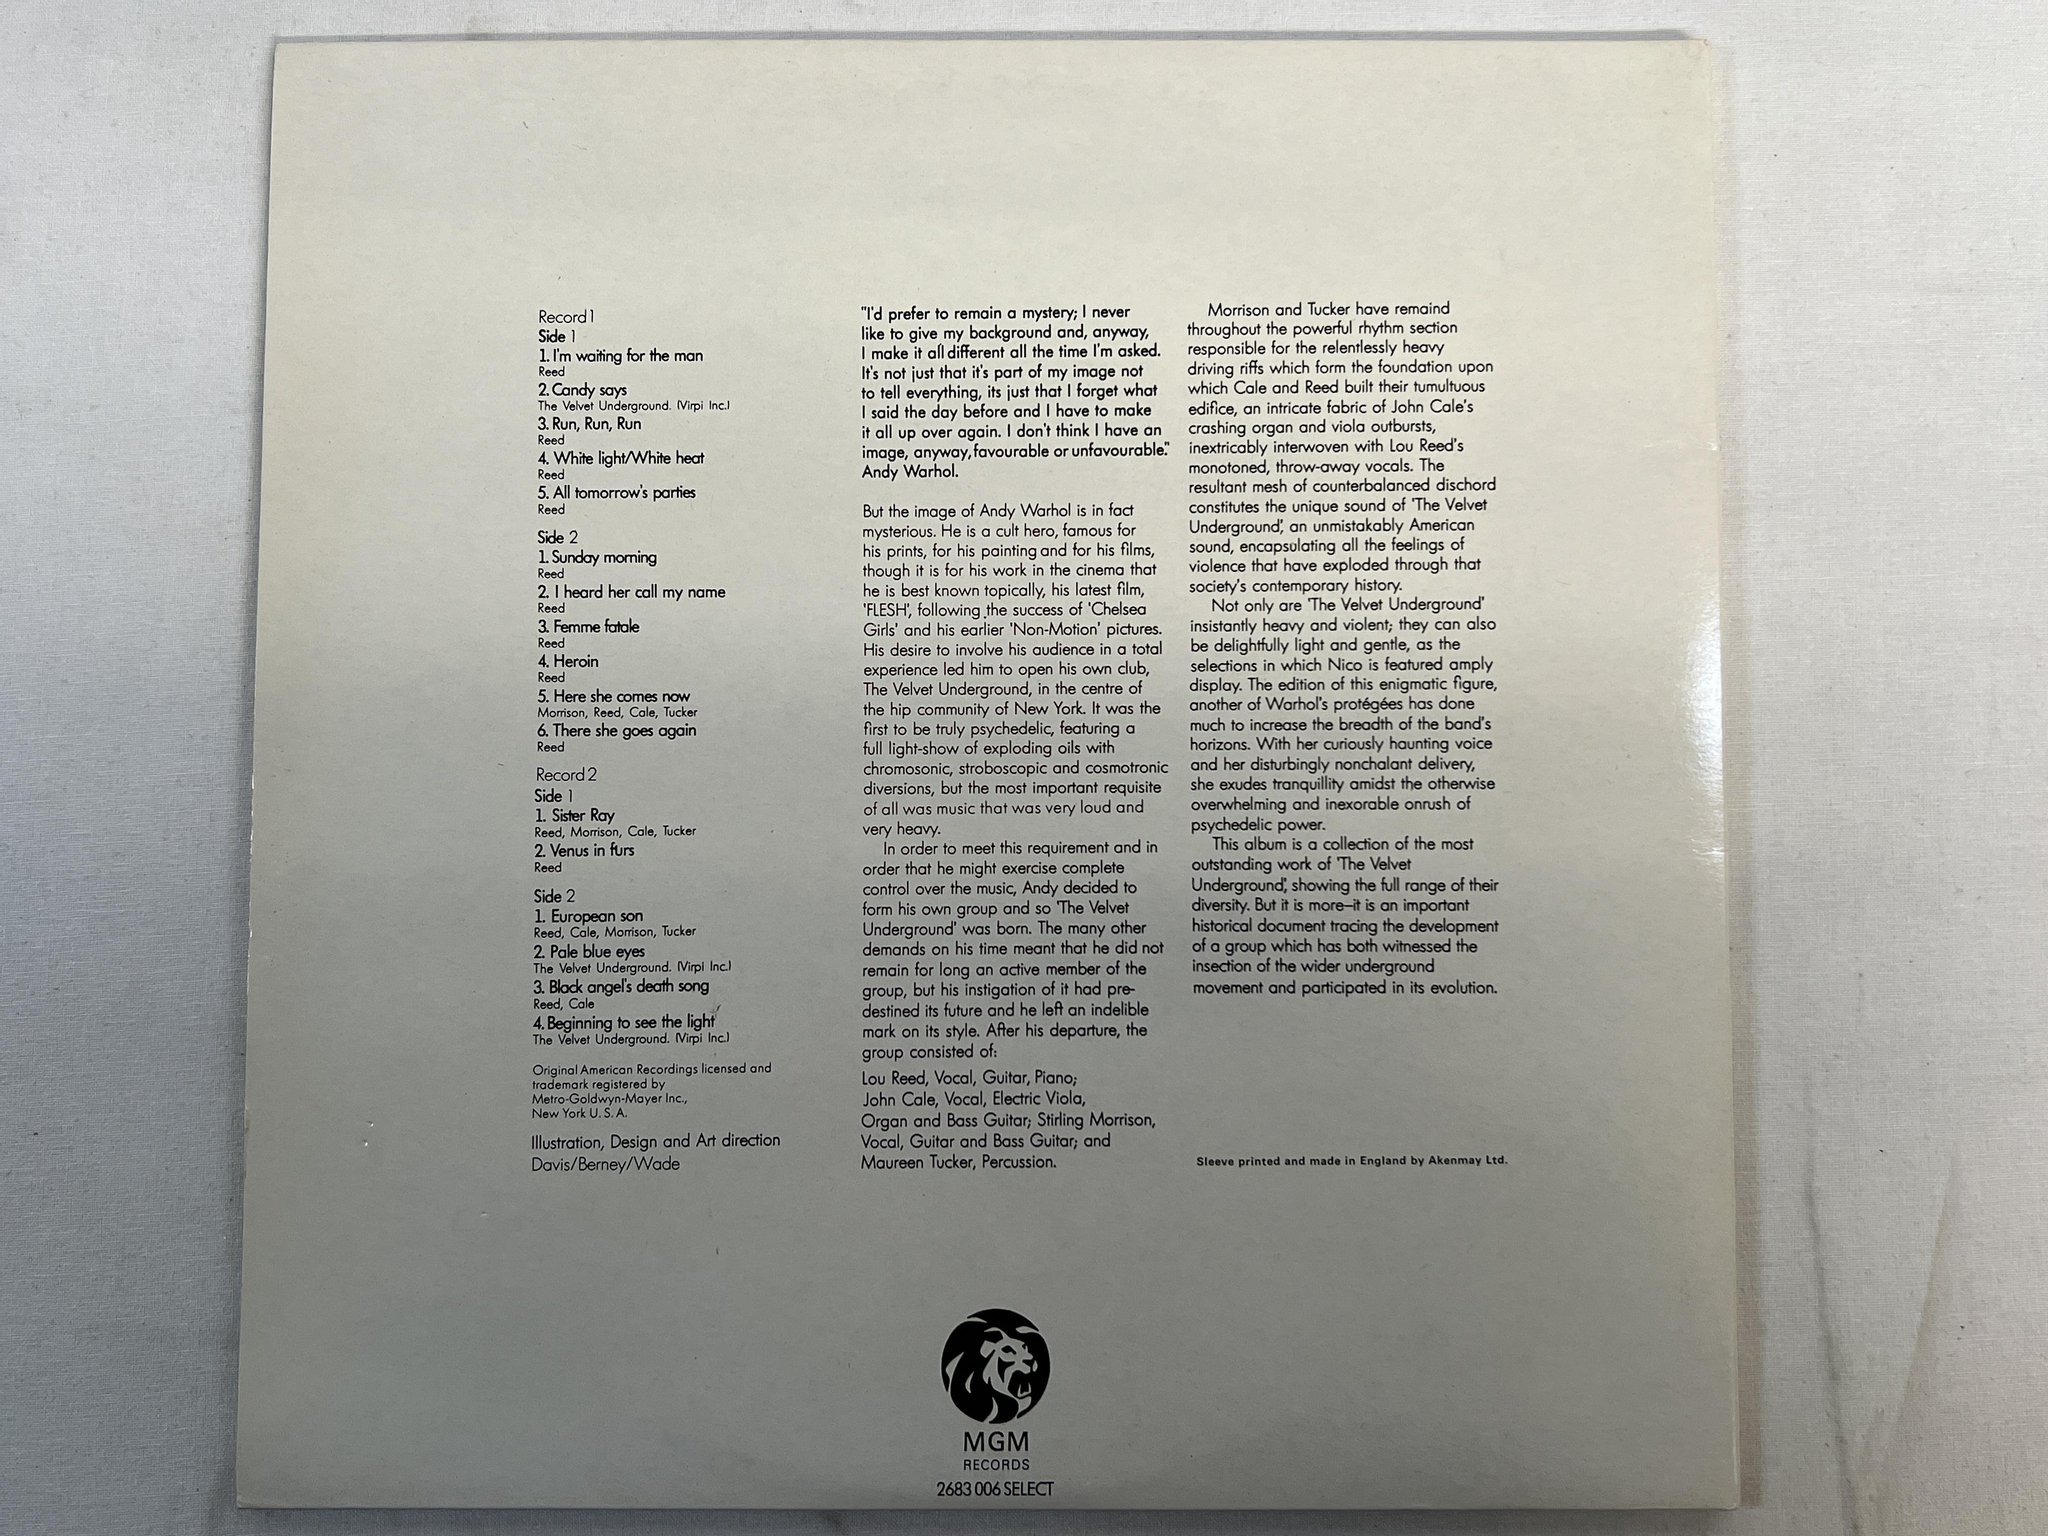 Record 1
Side 1
1. I'm waiting for the man
Reed
2. Candy says
The Velvet Underground. (Virpi Inc.)
3. Run, Run, Run
Reed
4. White light/White heat
Reed
5. All tomorrow's parties
Reed
Side 2
1. Sunday morning
Reed
2. I heard her call my name
Reed
3. Femme fatale
Reed
4. Heroin
Reed
5. Here she comes now
Morrison, Reed, Cale, Tucker
6. There she goes again
Reed
Record 2
Side 1
1. Sister Ray
Reed, Morrison, Cale, Tucker
2. Venus in furs
Reed
Side 2
1. European son
Reed, Cale, Morrison, Tucker
2. Pale blue eyes
The Velvet Underground. (Virpi Inc.)
3. Black angel's death song
Reed, Cale
4. Beginning to see the light
The Velvet Underground. (Virpi Inc.)
Original American Recordings licensed and
trademark registered by
Metro-Goldwyn-Mayer Inc.,
New York U.S.A.
Illustration, Design and Art direction
Davis/Berney/Wade
"I'd prefer to remain a mystery; I never
like to give my background and, anyway,
I make it all different all the time I'm asked.
It's not just that it's part of my image not
to tell everything, its just that I forget what
I said the day before and I have to make
it all up over again. I don't think I have an
image, anyway, favourable or unfavourable."
Andy Warhol.
But the image of Andy Warhol is in fact
mysterious. He is a cult hero, famous for
his prints, for his painting and for his films,
though it is for his work in the cinema that
he is best known topically, his latest film,
'FLESH', following the success of 'Chelsea
Girls' and his earlier 'Non-Motion' pictures.
His desire to involve his audience in a total
experience led him to open his own club,
The Velvet Underground, in the centre of
the hip community of New York. It was the
first to be truly psychedelic, featuring a
full light-show of exploding oils with
chromosonic, stroboscopic and cosmotronic
diversions, but the most important requisite
of all was music that was very loud and
very heavy.
In order to meet this requirement and in
order that he might exercise complete
control over the music, Andy decided to
form his own group and so 'The Velvet
Underground' was born. The many other
demands on his time meant that he did not
remain for long an active member of the
group, but his instigation of it had pre-
destined its future and he left an indelible
mark on its style. After his departure, the
group consisted of:
Lou Reed, Vocal, Guitar, Piano;
John Cale, Vocal, Electric Viola,
Organ and Bass Guitar; Stirling Morrison,
Vocal, Guitar and Bass Guitar; and
Maureen Tucker, Percussion.
Morrison and Tucker have remaind
throughout the powerful rhythm section
responsible for the relentlessly heavy
driving riffs which form the foundation upon
which Cale and Reed built their tumultuous
edifice, an intricate fabric of John Cale's
crashing organ and viola outbursts,
inextricably interwoven with Lou Reed's
monotoned, throw-away vocals. The
resultant mesh of counterbalanced dischord
constitutes the unique sound of 'The Velvet
Underground', an unmistakably American
sound, encapsulating all the feelings of
violence that have exploded through that
society's contemporary history.
Not only are 'The Velvet Underground'
insistantly heavy and violent; they can also
be delightfully light and gentle, as the
selections in which Nico is featured amply
display. The edition of this enigmatic figure,
another of Warhol's protégées has done
much to increase the breadth of the band's
horizons. With her curiously haunting voice
and her disturbingly nonchalant delivery,
she exudes tranquillity amidst the otherwise
overwhelming and inexorable onrush of
psychedelic power.
This album is a collection of the most
outstanding work of 'The Velvet
Underground', showing the full range of their
diversity. But it is more—it is an important
historical document tracing the development
of a group which has both witnessed the
insection of the wider underground
movement and participated in its evolution.
Sleeve printed and made in England by Akenmay Ltd.
MGM
RECORDS
2683 006 SELECT